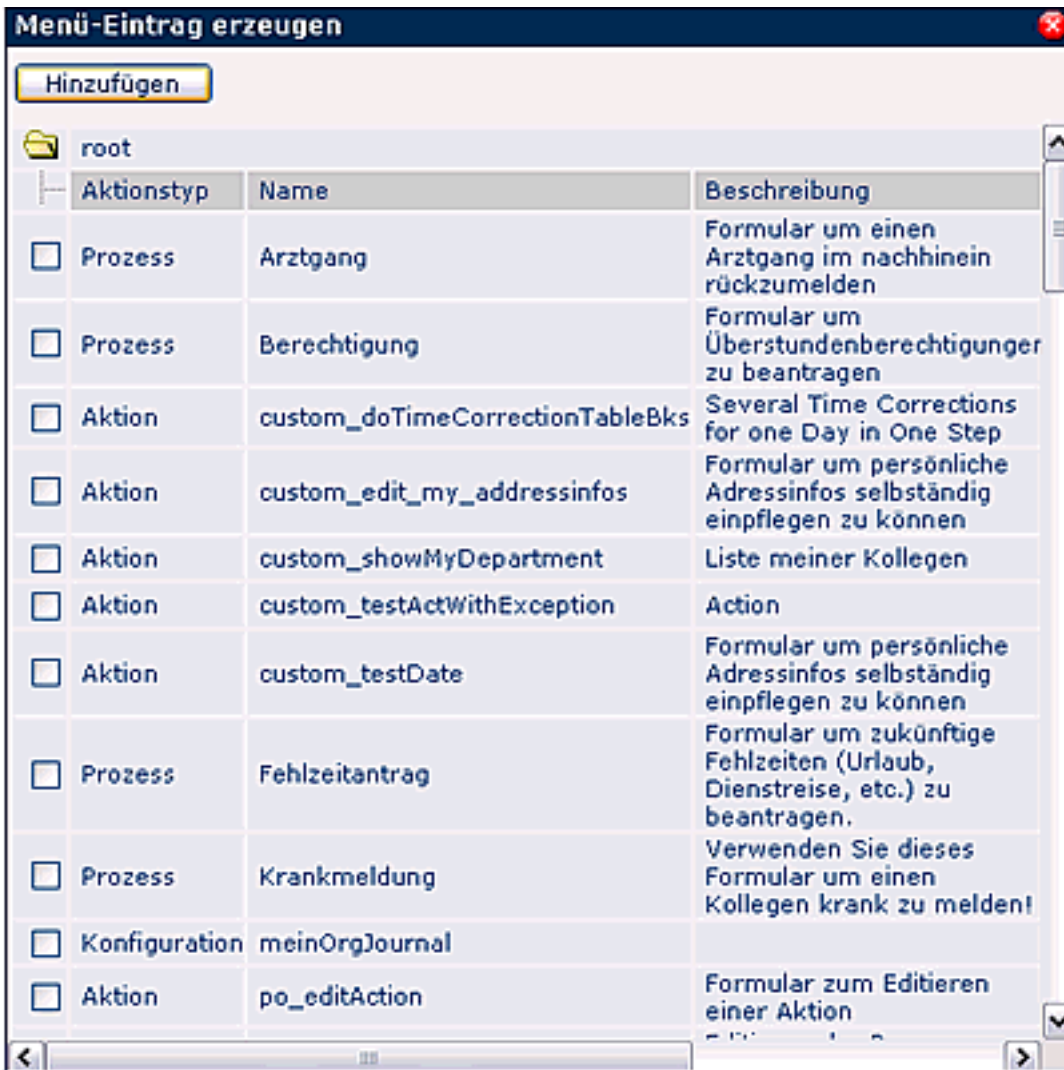 Menü-Eintrag erzeugen
Hinzufügen
root
Aktionstyp Name Beschreibung
Prozess Arztgang Formular um einen
Arztgang im nachhinein
rückzumelden
Prozess Berechtigung Formular um
Überstundenberechtigunger
zu beantragen
Aktion custom_doTimeCorrectionTableBks Several Time Corrections
for one Day in One Step
Aktion custom_edit_my_addressinfos Formular um persönliche
Adressinfos selbständig
einpflegen zu können
Aktion custom_showMyDepartment Liste meiner Kollegen
Aktion custom_testActWithException Action
Aktion custom_testDate Formular um persönliche
Adressinfos selbständig
einpflegen zu können
Prozess Fehlzeitantrag Formular um zukünftige
Fehlzeiten (Urlaub,
Dienstreise, etc.) zu
beantragen.
Prozess Krankmeldung Verwenden Sie dieses
Formular um einen
Kollegen krank zu melden!
Konfiguration meinOrgJournal
Aktion po_editAction Formular zum Editieren
einer Aktion